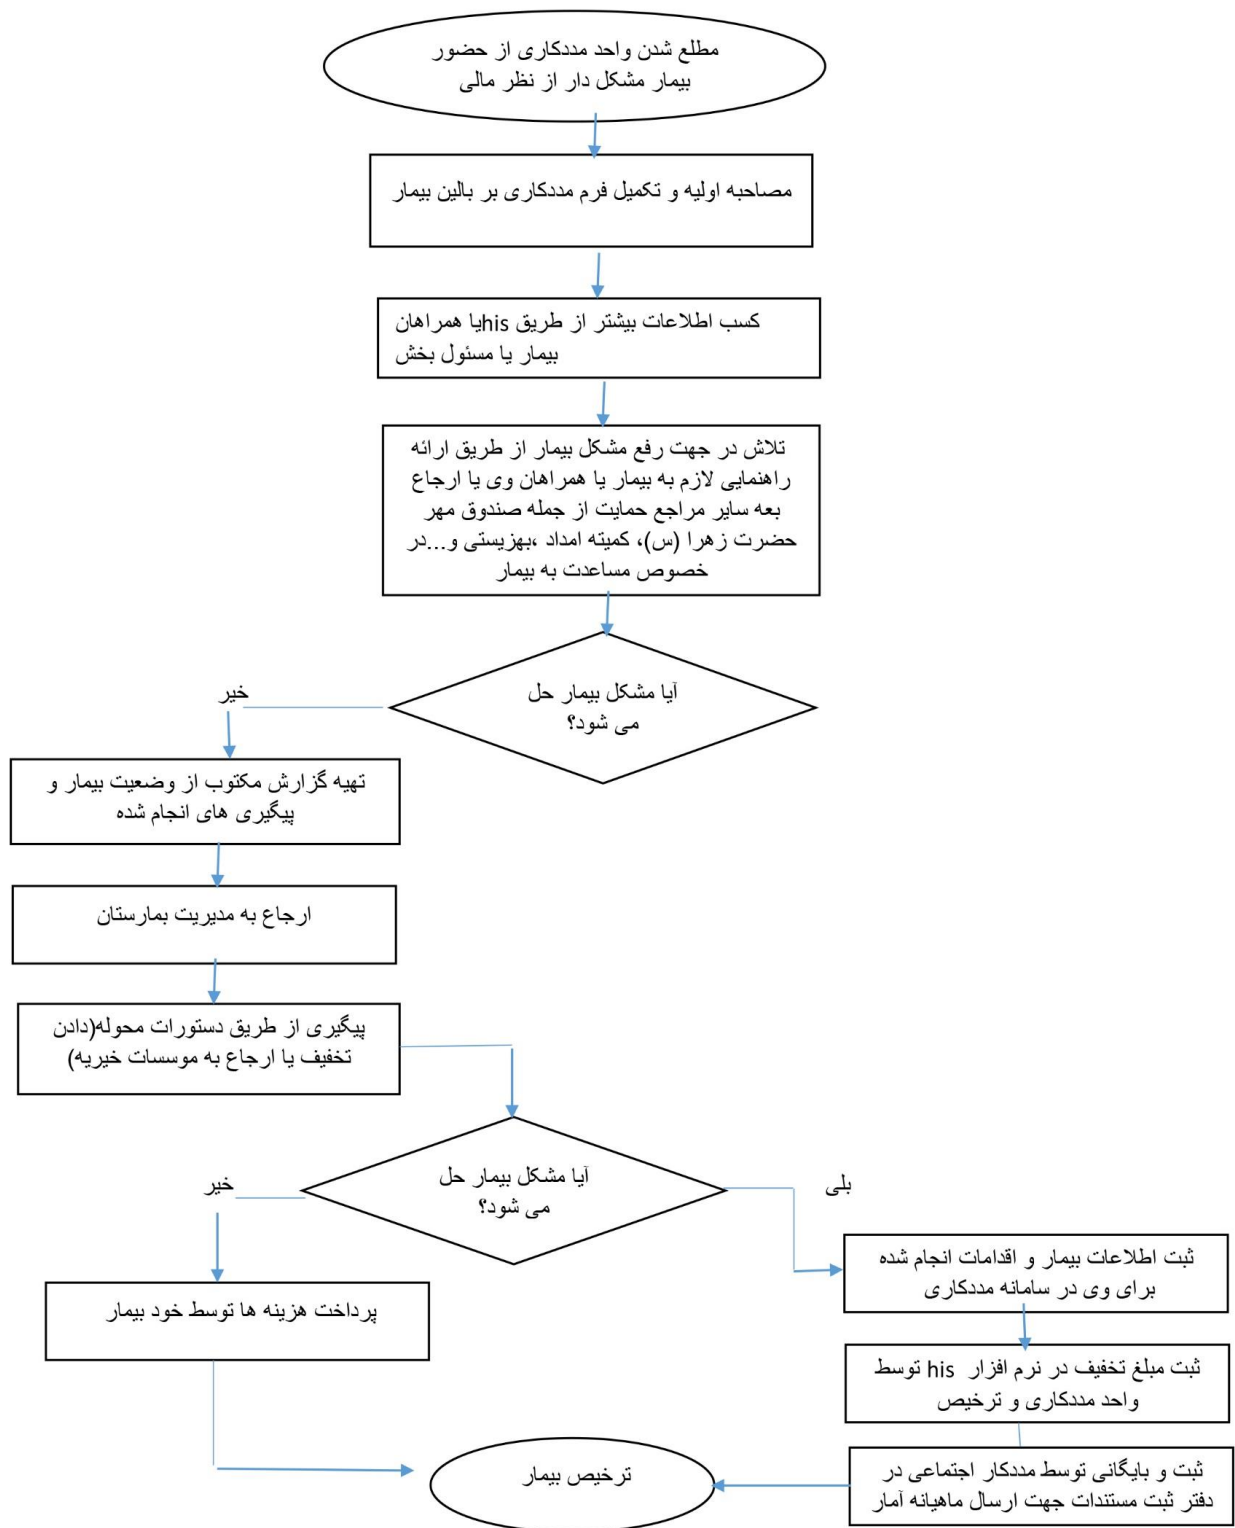 مطلع شدن واحد مددکاری از حضور
بیمار مشکل دار از نظر مالی
مصاحبه اولیه و تکمیل فرم مددکاری بر بالین بیمار
کسب اطلاعات بیشتر از طریق hisیا همراهان
بیمار یا مسئول بخش
تلاش در جهت رفع مشکل بیمار از طریق ارائه
راهنمایی لازم به بیمار یا همراهان وی یا ارجاع
بعه سایر مراجع حمایت از جمله صندوق مهر
حضرت زهرا (س)، کمیته امداد ،بهزیستی و...در
خصوص مساعدت به بیمار
آیا مشکل بیمار حل
می شود؟
خیر
تهیه گزارش مکتوب از وضعیت بیمار و
پیگیری های انجام شده
ارجاع به مدیریت بمارستان
پیگیری از طریق دستورات محوله(دادن
تخفیف یا ارجاع به موسسات خیریه)
آیا مشکل بیمار حل
می شود؟
خیر
بلی
پرداخت هزینه ها توسط خود بیمار
ثبت اطلاعات بیمار و اقدامات انجام شده
برای وی در سامانه مددکاری
ثبت مبلغ تخفیف در نرم افزار his توسط
واحد مددکاری و ترخیص
ثبت و بایگانی توسط مددکار اجتماعی در
دفتر ثبت مستندات جهت ارسال ماهیانه آمار
ترخیص بیمار